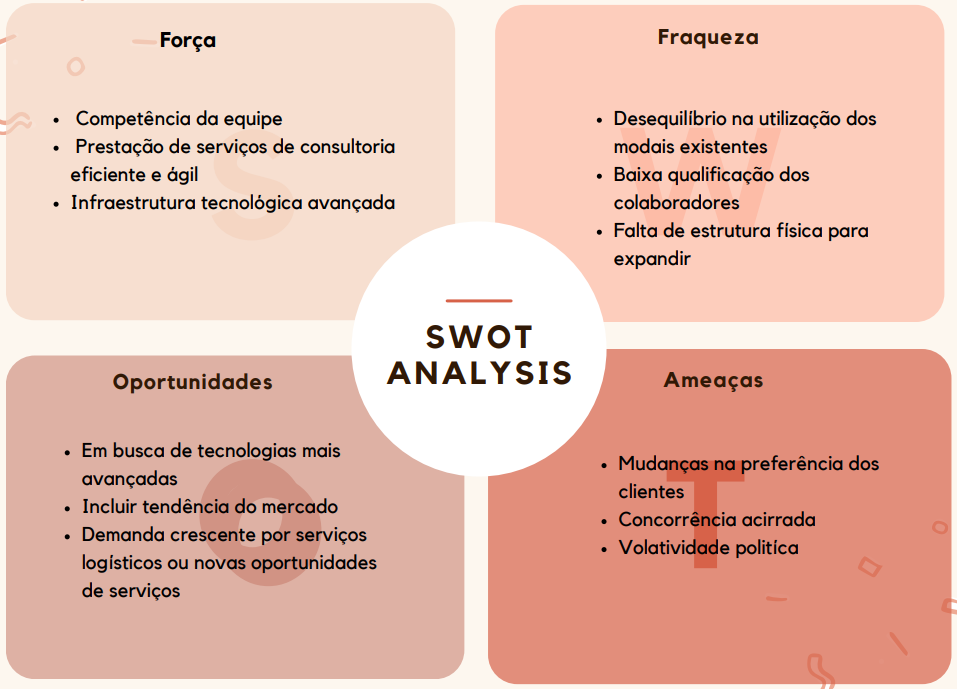 Força
• Competência da equipe
• Prestação de serviços de consultoria
eficiente e ágil
• Infraestrutura tecnológica avançada
S
Fraqueza
• Desequilíbrio na utilização dos
modais existentes
• Baixa qualificação dos
colaboradores
• Falta de estrutura física para
expandir
W
SWOT
ANALYSIS
Oportunidades
• Em busca de tecnologias mais
avançadas
• Incluir tendência do mercado
• Demanda crescente por serviços
logísticos ou novas oportunidades
de serviços
O
Ameaças
• Mudanças na preferência dos
clientes
• Concorrência acirrada
• Volatividade politíca
T